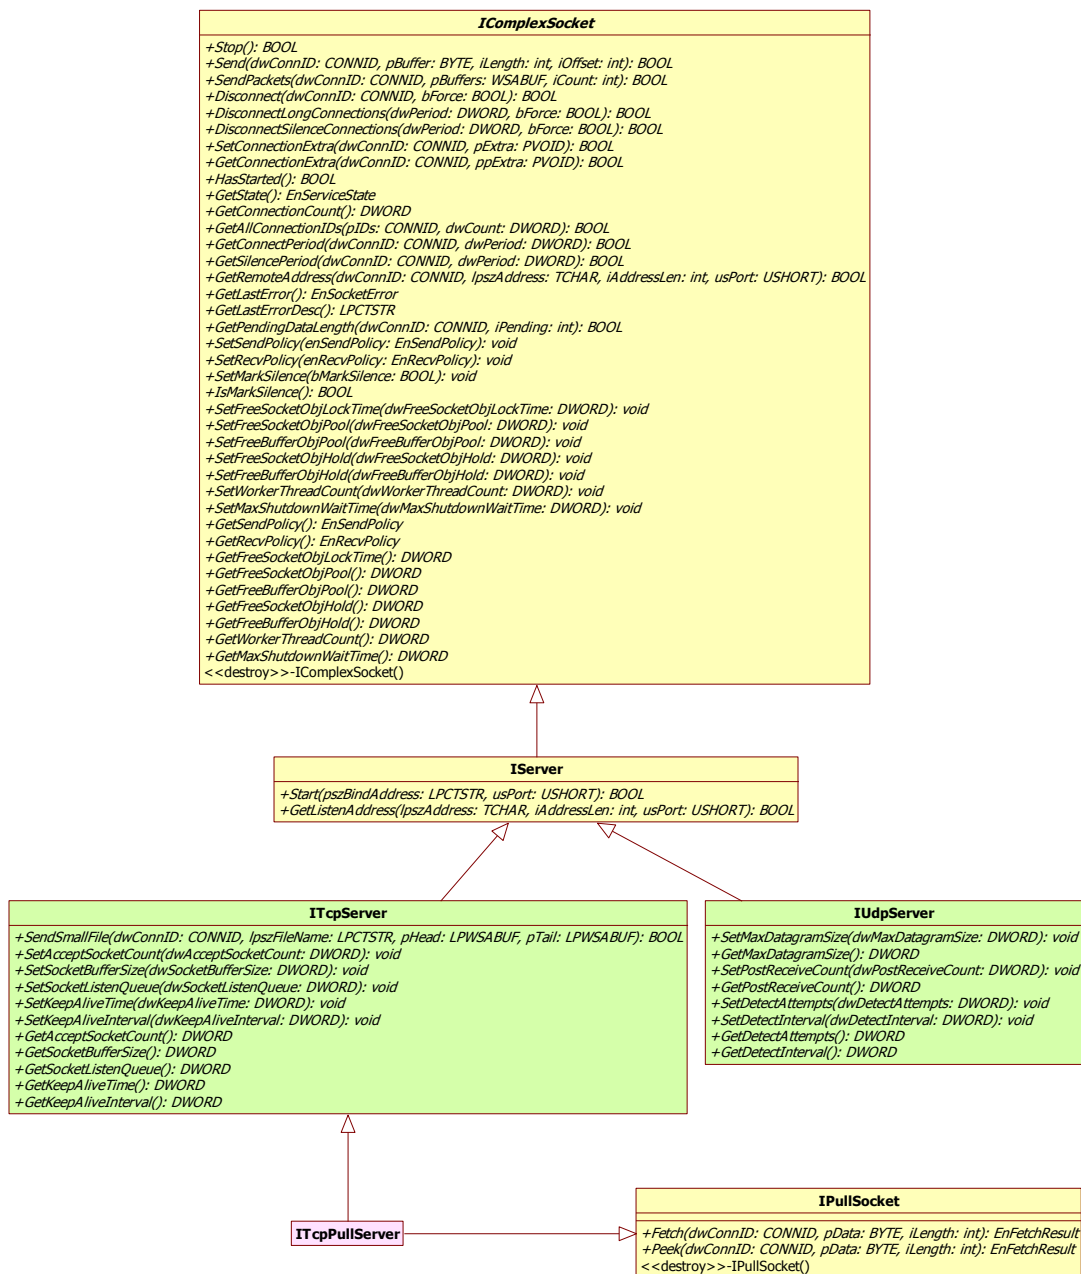 IComplexSocket
+Stop(): BOOL
+Send(dwConnID: CONNID, pBuffer: BYTE, iLength: int, iOffset: int): BOOL
+SendPackets(dwConnID: CONNID, pBuffers: WSABUF, iCount: int): BOOL
+Disconnect(dwConnID: CONNID, bForce: BOOL): BOOL
+DisconnectLongConnections(dwPeriod: DWORD, bForce: BOOL): BOOL
+DisconnectSilenceConnections(dwPeriod: DWORD, bForce: BOOL): BOOL
+SetConnectionExtra(dwConnID: CONNID, pExtra: PVOID): BOOL
+GetConnectionExtra(dwConnID: CONNID, ppExtra: PVOID): BOOL
+HasStarted(): BOOL
+GetState(): EnServiceState
+GetConnectionCount(): DWORD
+GetAllConnectionIDs(pIDs: CONNID, dwCount: DWORD): BOOL
+GetConnectPeriod(dwConnID: CONNID, dwPeriod: DWORD): BOOL
+GetSilencePeriod(dwConnID: CONNID, dwPeriod: DWORD): BOOL
+GetRemoteAddress(dwConnID: CONNID, lpszAddress: TCHAR, iAddressLen: int, usPort: USHORT): BOOL
+GetLastError(): EnSocketError
+GetLastErrorDesc(): LPCTSTR
+GetPendingDataLength(dwConnID: CONNID, iPending: int): BOOL
+SetSendPolicy(enSendPolicy: EnSendPolicy): void
+SetRecvPolicy(enRecvPolicy: EnRecvPolicy): void
+SetMarkSilence(bMarkSilence: BOOL): void
+IsMarkSilence(): BOOL
+SetFreeSocketObjLockTime(dwFreeSocketObjLockTime: DWORD): void
+SetFreeSocketObjPool(dwFreeSocketObjPool: DWORD): void
+SetFreeBufferObjPool(dwFreeBufferObjPool: DWORD): void
+SetFreeSocketObjHold(dwFreeSocketObjHold: DWORD): void
+SetFreeBufferObjHold(dwFreeBufferObjHold: DWORD): void
+SetWorkerThreadCount(dwWorkerThreadCount: DWORD): void
+SetMaxShutdownWaitTime(dwMaxShutdownWaitTime: DWORD): void
+GetSendPolicy(): EnSendPolicy
+GetRecvPolicy(): EnRecvPolicy
+GetFreeSocketObjLockTime(): DWORD
+GetFreeSocketObjPool(): DWORD
+GetFreeBufferObjPool(): DWORD
+GetFreeSocketObjHold(): DWORD
+GetFreeBufferObjHold(): DWORD
+GetWorkerThreadCount(): DWORD
+GetMaxShutdownWaitTime(): DWORD
<<destroy>>-IComplexSocket()
IServer
+Start(pszBindAddress: LPCTSTR, usPort: USHORT): BOOL
+GetListenAddress(lpszAddress: TCHAR, iAddressLen: int, usPort: USHORT): BOOL
ITcpServer
+SendSmallFile(dwConnID: CONNID, lpszFileName: LPCTSTR, pHead: LPWSABUF, pTail: LPWSABUF): BOOL
+SetAcceptSocketCount(dwAcceptSocketCount: DWORD): void
+SetSocketBufferSize(dwSocketBufferSize: DWORD): void
+SetSocketListenQueue(dwSocketListenQueue: DWORD): void
+SetKeepAliveTime(dwKeepAliveTime: DWORD): void
+SetKeepAliveInterval(dwKeepAliveInterval: DWORD): void
+GetAcceptSocketCount(): DWORD
+GetSocketBufferSize(): DWORD
+GetSocketListenQueue(): DWORD
+GetKeepAliveTime(): DWORD
+GetKeepAliveInterval(): DWORD
IUdpServer
+SetMaxDatagramSize(dwMaxDatagramSize: DWORD): void
+GetMaxDatagramSize(): DWORD
+SetPostReceiveCount(dwPostReceiveCount: DWORD): void
+GetPostReceiveCount(): DWORD
+SetDetectAttempts(dwDetectAttempts: DWORD): void
+SetDetectInterval(dwDetectInterval: DWORD): void
+GetDetectAttempts(): DWORD
+GetDetectInterval(): DWORD
ITcpPullServer
IPullSocket
+Fetch(dwConnID: CONNID, pData: BYTE, iLength: int): EnFetchResult
+Peek(dwConnID: CONNID, pData: BYTE, iLength: int): EnFetchResult
<<destroy>>-IPullSocket()